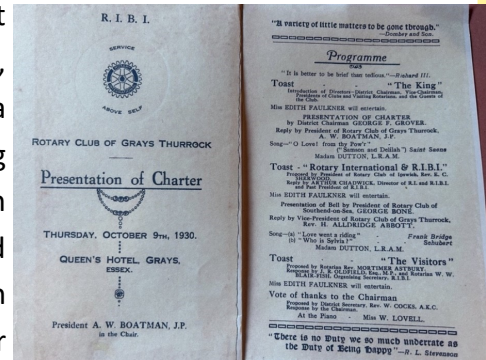 t
,
a
g
n
d
n
r
R. I. B. I.
SERVICE
ABOVE SELF
ROTARY CLUB OF GRAYS THURROCK
Presentation of Charter
THURSDAY, OCTOBER 9TH, 1930.
QUEEN'S HOTEL, GRAYS,
ESSEX.
President A. W. BOATMAN, J.P.
in the Chair.
"A variety of little matters to be gone through."
—Dombey and Son.
Programme
"It is better to be brief than tedious."—Richard III.
Toast - "The King"
Introduction of Directors—District Chairman, Vice-Chairman,
Presidents of Clubs and Visiting Rotarians, and the Guests of
the Club.
Miss EDITH FAULKNER will entertain.
PRESENTATION OF CHARTER
by District Chairman GEORGE F. GROVER.
Reply by President of Rotary Club of Grays Thurrock,
A. W. BOATMAN, J.P.
Song—"O Love! from thy Pow'r"
("Samson and Delilah") Saint Saens
Madam DUTTON, L.R.A.M.
Toast - "Rotary International & R.I.B.I."
Proposed by President of Rotary Club of Ipswich, Rev. R. C.
SHERWOOD.
Reply by ARTHUR CHADWICK, Director of R.I. and R.I.B.I.
and Past President of R.I.B.I.
Miss EDITH FAULKNER will entertain.
Presentation of Bell by President of Rotary Club of
Southend-on-Sea, GEORGE BONE.
Reply by Vice-President of Rotary Club of Grays Thurrock,
Rev. H. ALLDRIDGE ABBOTT.
Song—(a) "Love went a riding" - Frank Bridge
(b) "Who is Sylvia?" Schubert
Madam DUTTON, L.R.A.M.
Toast - "The Visitors"
Proposed by Rotarian Rev. MORTIMER ASTBURY.
Response by J. R. OLDFIELD, Esq., M.P., and Rotarian W. W.
BLAIR-FISH, Organising Secretary, R.I.B.I.
Miss EDITH FAULKNER will entertain.
Vote of thanks to the Chairman
Proposed by District Secretary, Rev. W. COCKS, A.K.C.
Response by the Chairman.
At the Piano - Miss W. LOVELL.
"There is no Duty we so much underrate as
the Duty of Being Happy"—R. L. Stevenson